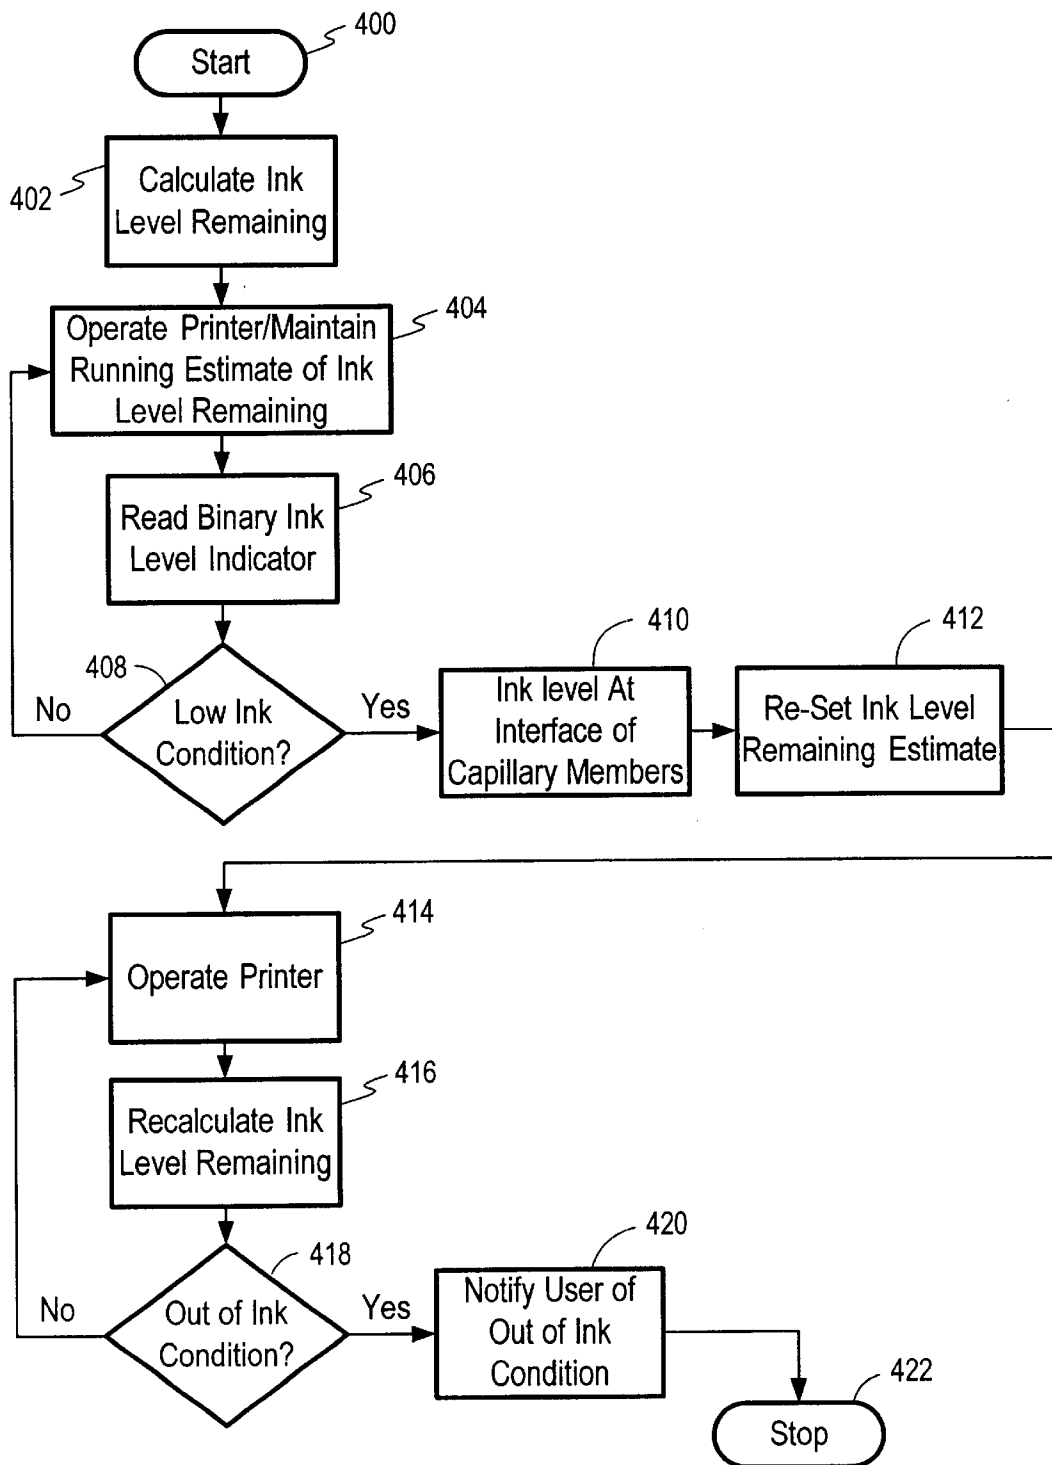 400
Start
402
Calculate Ink
Level Remaining
404
Operate Printer/Maintain
Running Estimate of Ink
Level Remaining
406
Read Binary Ink
Level Indicator
408
Low Ink
Condition?
No
Yes
410
Ink level At
Interface of
Capillary Members
412
Re-Set Ink Level
Remaining Estimate
414
Operate Printer
416
Recalculate Ink
Level Remaining
418
Out of Ink
Condition?
No
Yes
420
Notify User of
Out of Ink
Condition
422
Stop